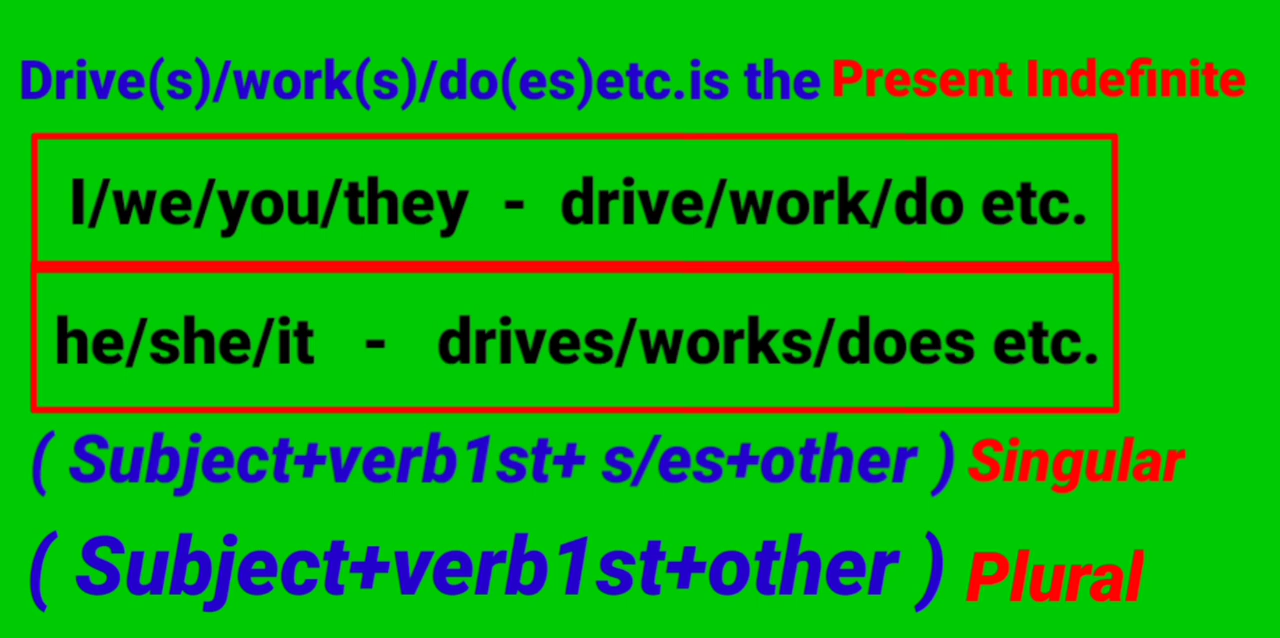 Drive(s)/work(s)/do(es)etc.is the Present Indefinite
I/we/you/they - drive/work/do etc.
he/she/it - drives/works/does etc.
( Subject+verb1st+ s/es+other ) Singular
( Subject+verb1st+other ) Plural